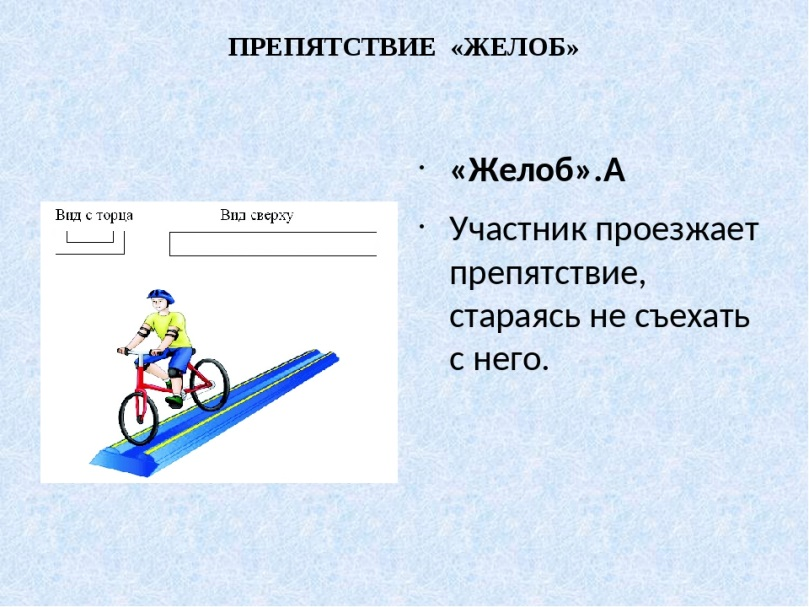 ПРЕПЯТСТВИЕ «ЖЕЛОБ»
«Желоб».А
Участник проезжает
препятствие,
стараясь не съехать
с него.
Вид с торца
Вид сверху